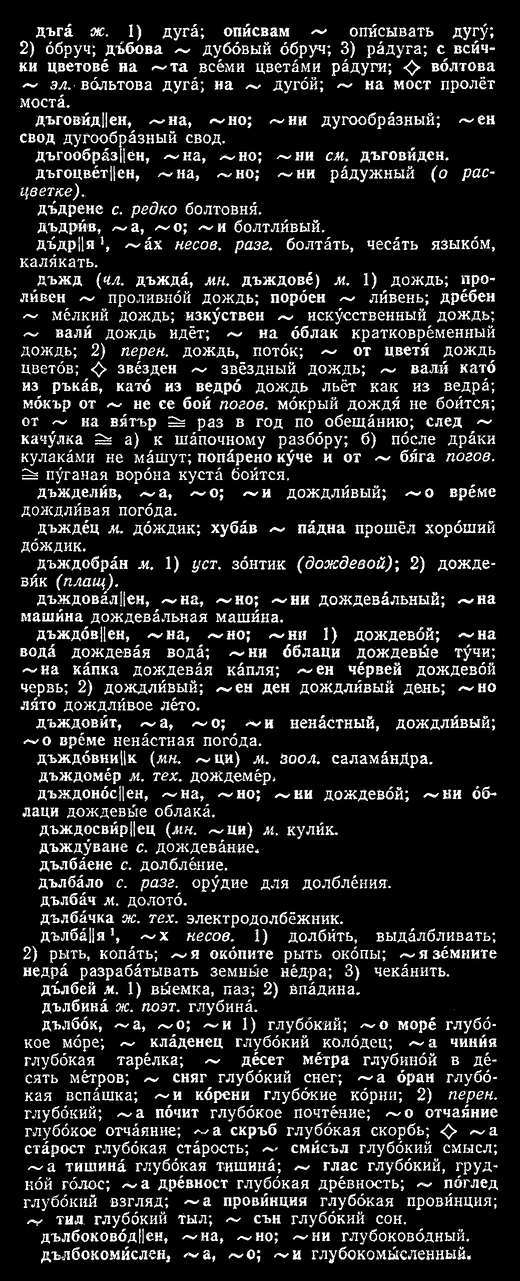 дъга́ ж. 1) дуга́; опи́свам ~ опи́сывать дугу́;
2) о́бруч; дъ́бова ~ дубо́вый о́бруч; 3) ра́дуга; с вси́ч-
ки цветове́ на ~та все́ми цвета́ми ра́дуги; ◇ во́лтова
~ эл. во́льтова дуга́; на ~ дуго́й; ~ на мост пролёт
моста́.
дъгови́д||ен, ~на, ~но; ~ни дугообра́зный; ~ен
свод дугообра́зный свод.
дъгообра́з||ен, ~на, ~но; ~ни см. дъгови́ден.
дъгоцве́т||ен, ~на, ~но; ~ни ра́дужный (о рас-
цветке).
дъ́дрене с. редко болтовня́.
дъдри́в, ~а, ~о; ~и болтли́вый.
дъ́др||я¹, ~ах несов. разг. болта́ть, чеса́ть языко́м,
каля́кать.
дъжд (чл. дъжда́, мн. дъждове́) м. 1) дождь; про-
ли́вен ~ проливно́й дождь; поро́ен ~ ли́вень; дре́бен
~ ме́лкий дождь; изку́ствен ~ иску́сственный дождь;
~ вали́ дождь идёт; ~ на о́блак кратковре́менный
дождь; 2) перен. дождь, пото́к; ~ от цветя́ дождь
цвето́в; ◇ звезден ~ звёздный дождь; ~ вали́ като́
из ръка́в, като́ из ведро́ дождь льёт как из ведра́;
мо́кър от ~ не се бои́ погов. мо́крый дождя́ не бои́тся;
от ~ на вя́тър ≅ раз в год по обеща́нию; след ~
качу́лка ≅ а) к ша́почному разбо́ру; б) по́сле дра́ки
кулака́ми не ма́шут; попа́рено ку́че и от ~ бя́га погов.
≅ пу́ганая воро́на куста́ бои́тся.
дъждели́в, ~а, ~о; ~и дождли́вый; ~о вре́ме
дождли́вая пого́да.
дъжде́ц м. до́ждик; хуба́в ~ па́дна прошёл хоро́ший
до́ждик.
дъждобра́н м. 1) уст. зо́нтик (дождево́й); 2) дожде-
ви́к (плащ).
дъждова́л||ен, ~на, ~но; ~ни дождева́льный; ~на
маши́на дождева́льная маши́на.
дъждо́в||ен, ~на, ~но; ~ни 1) дождево́й; ~на
вода́ дождева́я вода́; ~ни о́блаци дождевы́е ту́чи;
~на ка́пка дождева́я ка́пля; ~ен че́рвей дождево́й
червь; 2) дождли́вый; ~ен ден дождли́вый день; ~но
ля́то дождли́вое ле́то.
дъждови́т, ~а, ~о; ~и нена́стный, дождли́вый;
~о вре́ме нена́стная пого́да.
дъждо́вни||к (мн. ~ци) м. зоол. салама́ндра.
дъждоме́р м. тех. дождеме́р.
дъждоно́с||ен, ~на, ~но; ~ни дождево́й; ~ни о́б-
лаци дождевы́е облака́.
дъждосви́р||ец (мн. ~ци) м. кули́к.
дъжду́ване с. дождева́ние.
дълба́ене с. долбле́ние.
дълба́ло с. разг. ору́дие для долбле́ния.
дълба́ч м. долото́.
дълба́чка ж. тех. электродолбёжник.
дълба́||я¹, ~х несов. 1) долби́ть, выда́лбливать;
2) рыть, копа́ть; ~я око́пите рыть око́пы; ~я зе́мните
недра́ разраба́тывать земны́е не́дра; 3) чека́нить.
дъ́лбей м. 1) вы́емка, паз; 2) впа́дина.
дълбина́ ж. поэт. глубина́.
дълбо́к, ~а, ~о; ~и 1) глубо́кий; ~о море́ глубо́-
кое мо́ре; ~ кла́денец глубо́кий коло́дец; ~а чини́я
глубо́кая таре́лка; ~ де́сет ме́тра глубино́й в де́-
сять ме́тров; ~ сняг глубо́кий снег; ~а о́ран глубо́-
кая вспа́шка; ~и ко́рени глубо́кие ко́рни; 2) перен.
глубо́кий; ~а по́чит глубо́кое почте́ние; ~о отча́яние
глубо́кое отча́яние; ~а скръб глубо́кая скорбь; ◇ ~а
ста́рост глубо́кая ста́рость; ~ сми́съл глубо́кий смысл;
~а тишина́ глубо́кая тишина́; ~ глас глубо́кий, груд-
но́й го́лос; ~а дре́вност глубо́кая дре́вность; ~ по́глед
глубо́кий взгляд; ~а прови́нция глубо́кая прови́нция;
~ тил глубо́кий тыл; ~ сън глубо́кий сон.
дълбоково́д||ен, ~на, ~но; ~ни глубоково́дный.
дълбокоми́слен, ~а, ~о; ~и глубокомы́сленный.